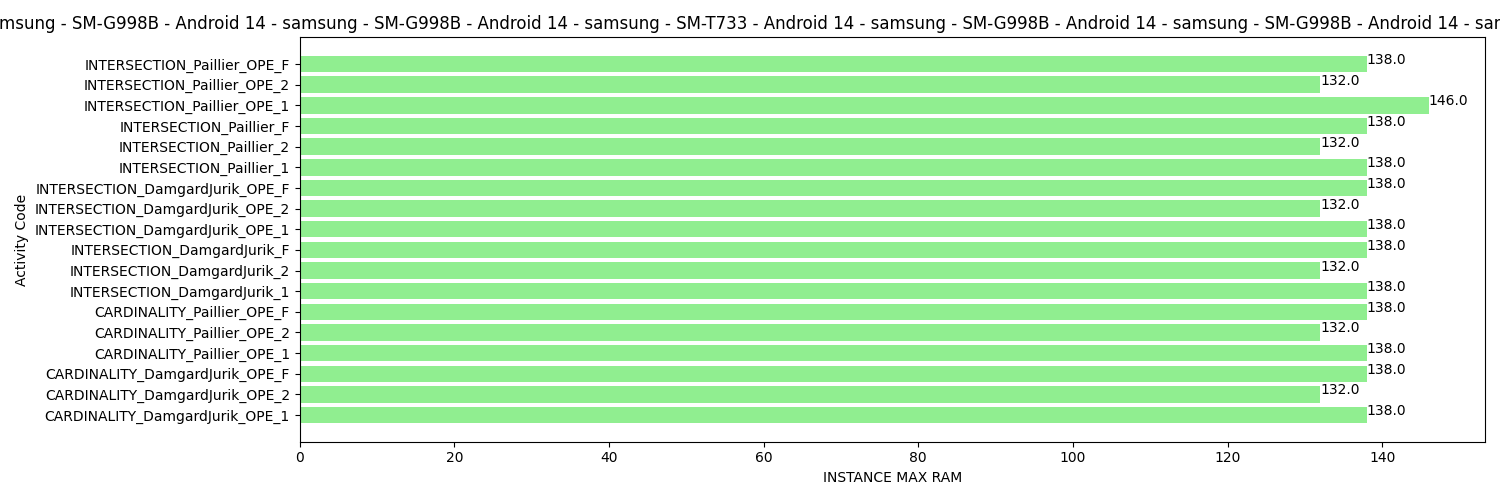 msung - SM-G998B - Android 14 - samsung - SM-G998B - Android 14 - samsung - SM-T733 - Android 14 - samsung - SM-G998B - Android 14 - samsung - SM-G998B - Android 14 - sar
INTERSECTION_Paillier_OPE_F 138.0
INTERSECTION_Paillier_OPE_2 132.0
INTERSECTION_Paillier_OPE_1 146.0
INTERSECTION_Paillier_F 138.0
INTERSECTION_Paillier_2 132.0
INTERSECTION_Paillier_1 138.0
INTERSECTION_DamgardJurik_OPE_F 138.0
INTERSECTION_DamgardJurik_OPE_2 132.0
INTERSECTION_DamgardJurik_OPE_1 138.0
INTERSECTION_DamgardJurik_F 138.0
INTERSECTION_DamgardJurik_2 132.0
INTERSECTION_DamgardJurik_1 138.0
CARDINALITY_Paillier_OPE_F 138.0
CARDINALITY_Paillier_OPE_2 132.0
CARDINALITY_Paillier_OPE_1 138.0
CARDINALITY_DamgardJurik_OPE_F 138.0
CARDINALITY_DamgardJurik_OPE_2 132.0
CARDINALITY_DamgardJurik_OPE_1 138.0
Activity Code
0 20 40 60 80 100 120 140
INSTANCE MAX RAM